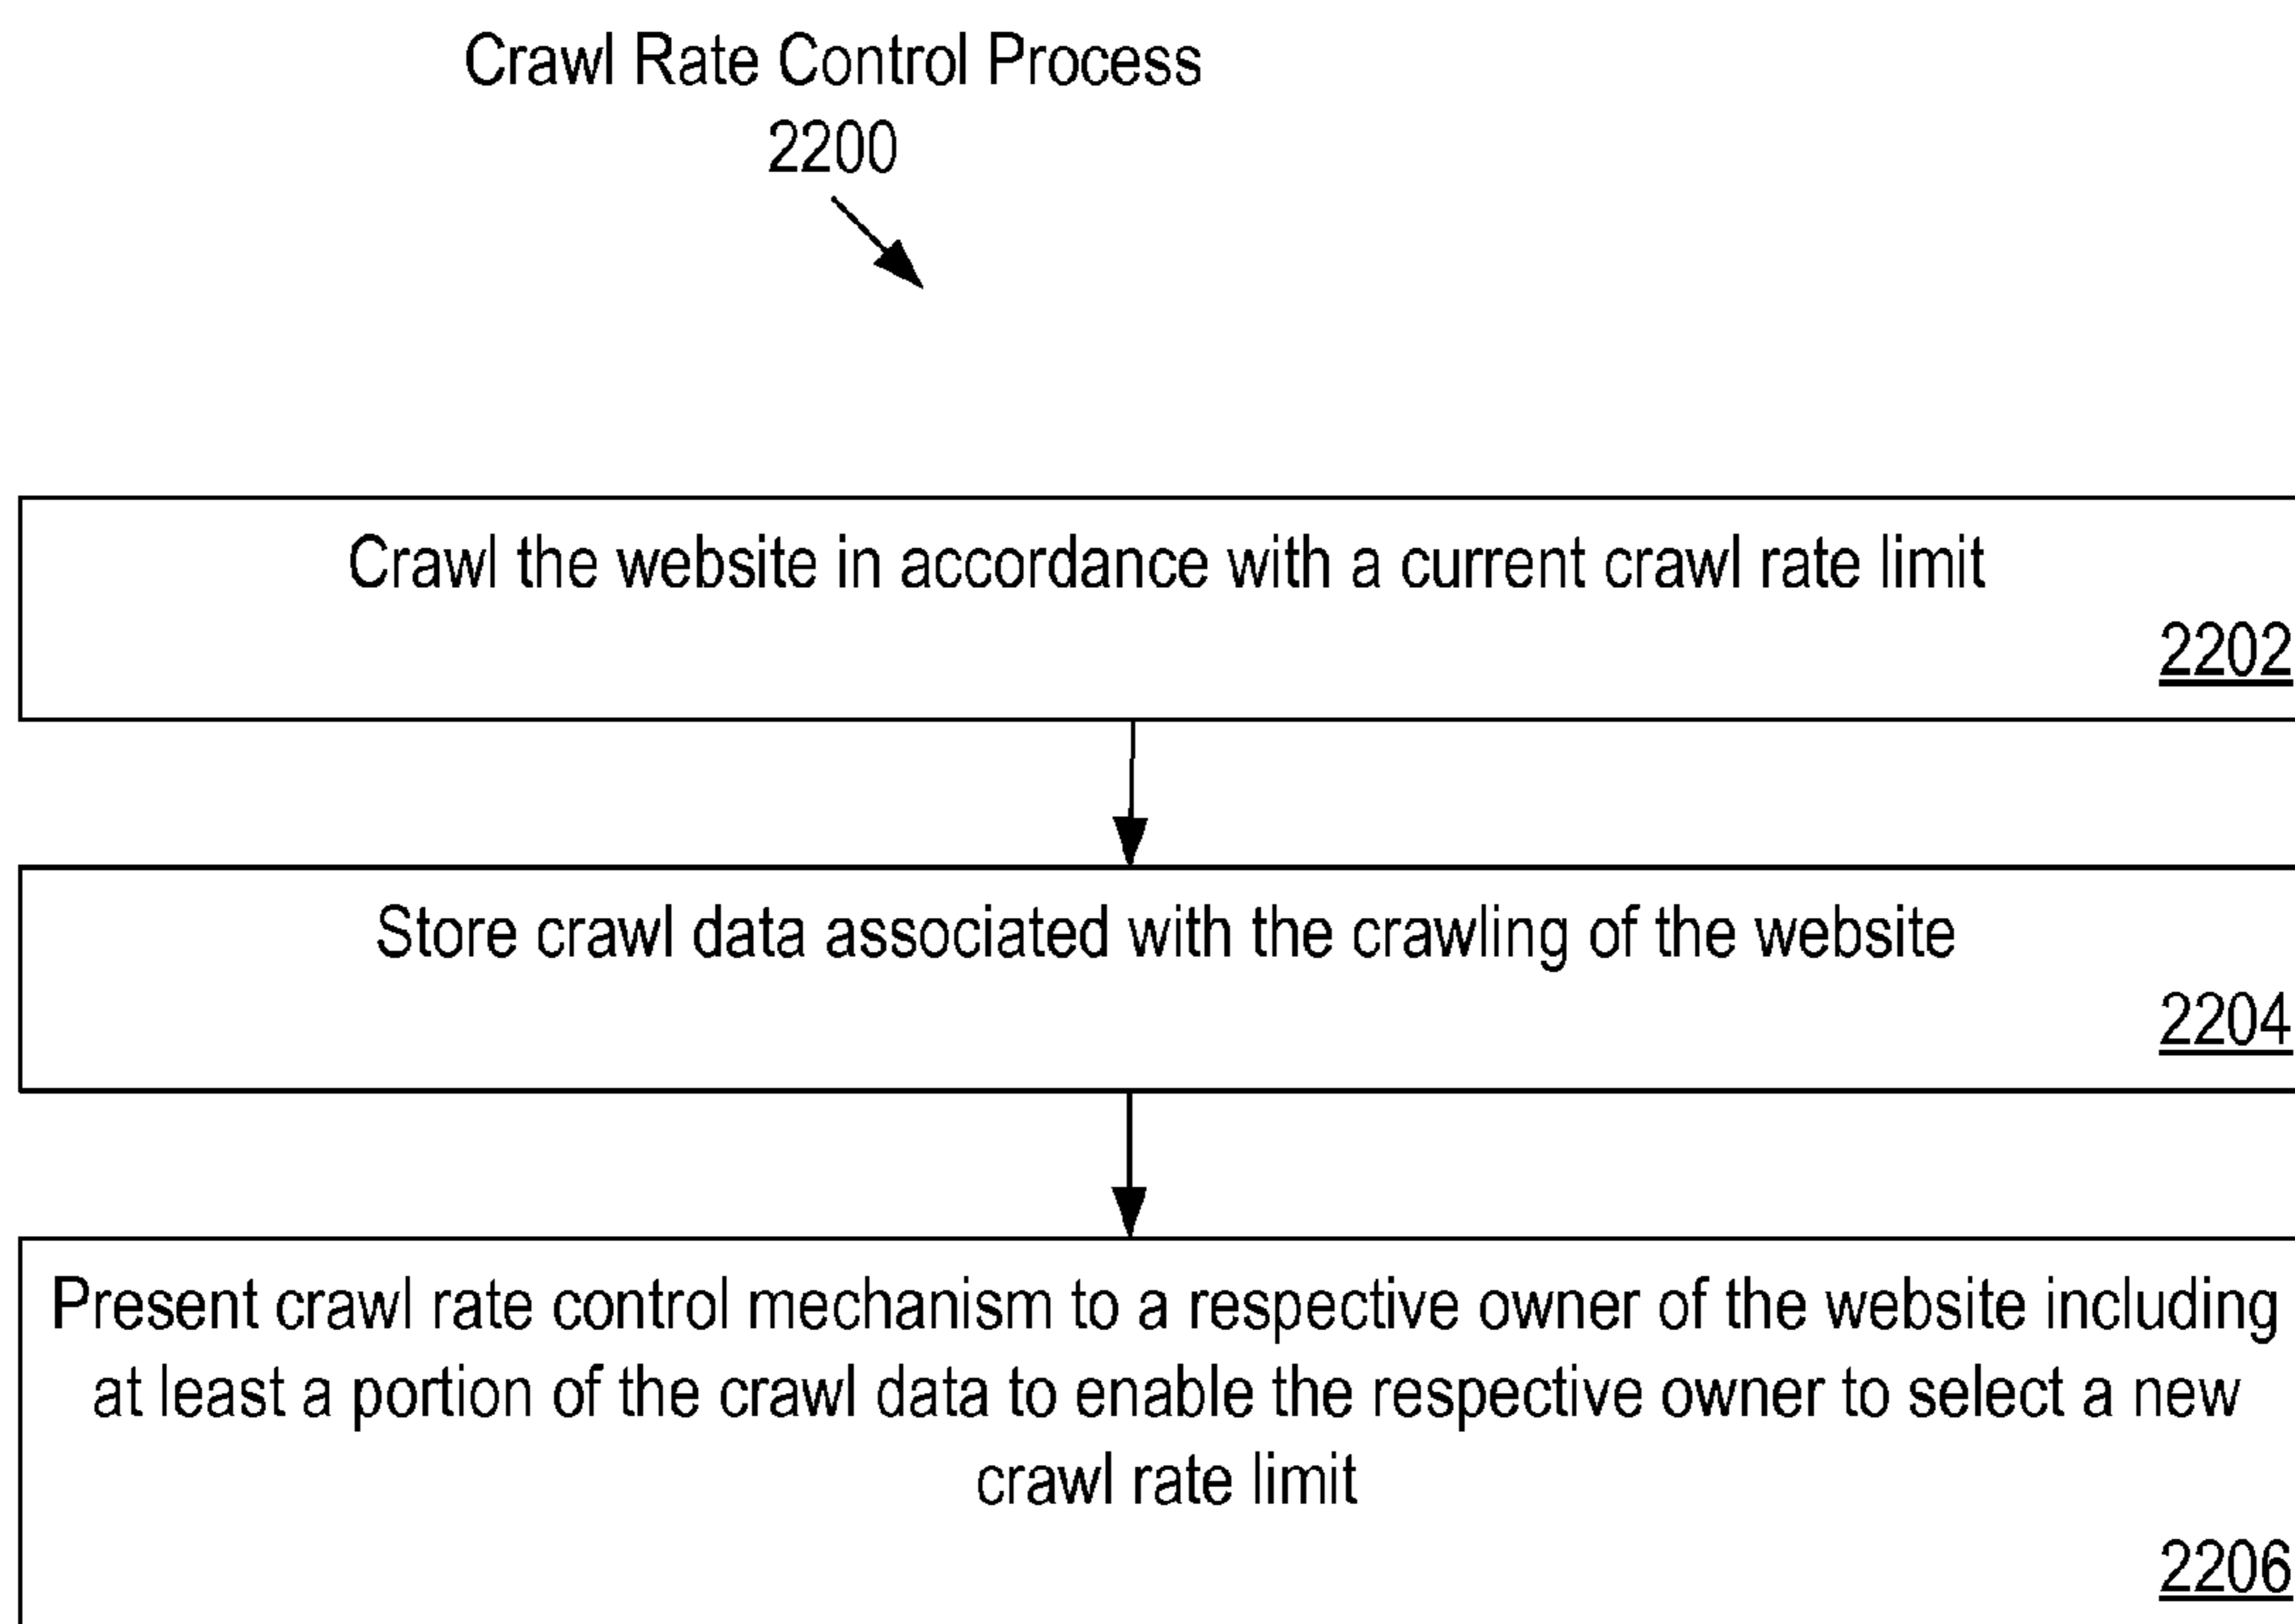 Crawl Rate Control Process
2200
Crawl the website in accordance with a current crawl rate limit
2202
Store crawl data associated with the crawling of the website
2204
Present crawl rate control mechanism to a respective owner of the website including
at least a portion of the crawl data to enable the respective owner to select a new
crawl rate limit
2206